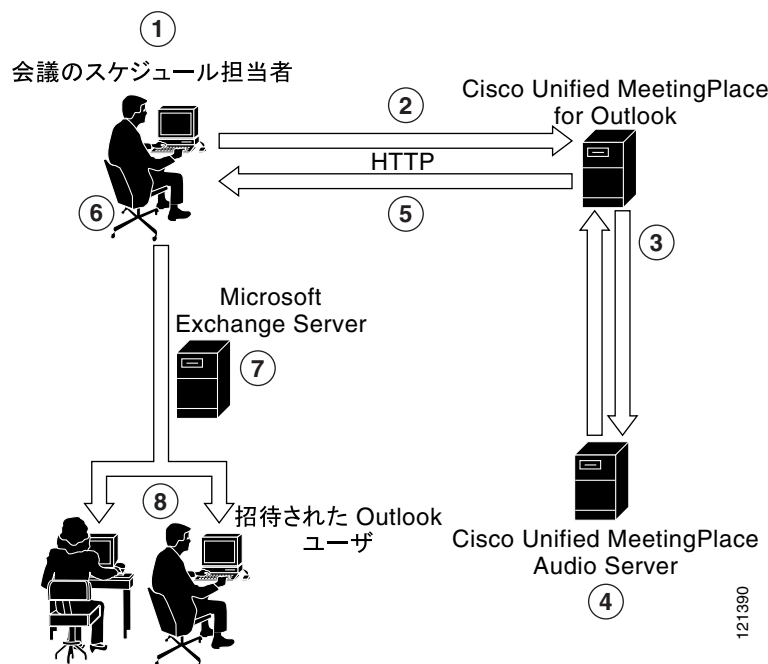 1
会議のスケジュール担当者
2
Cisco Unified MeetingPlace
for Outlook
HTTP
5
6
3
Microsoft
Exchange Server
7
8
招待された Outlook
ユーザ
Cisco Unified MeetingPlace
Audio Server
4
121390